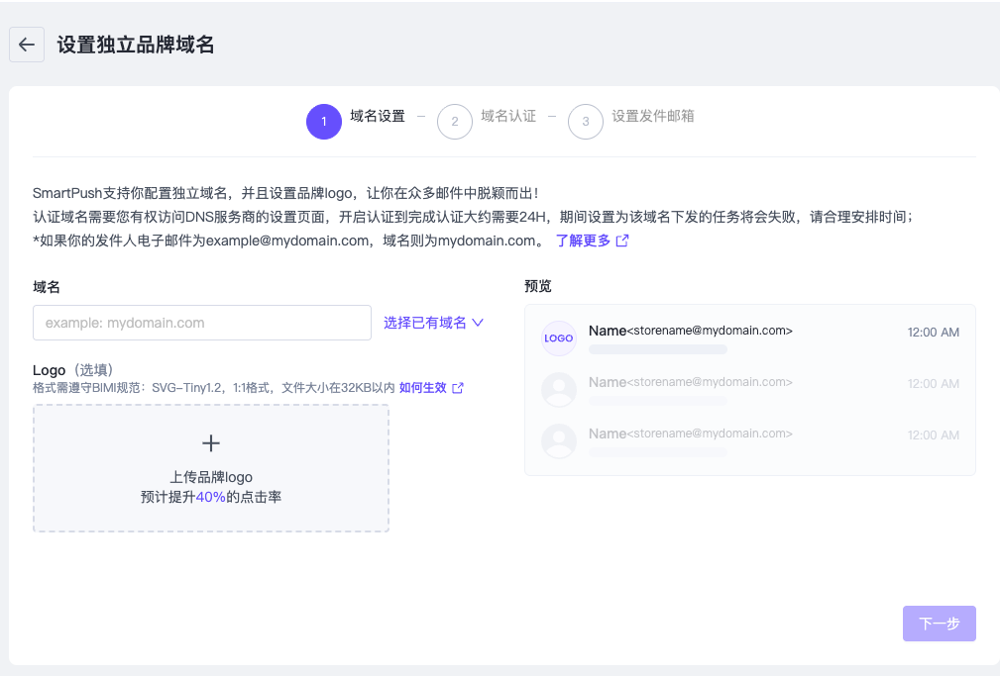 设置独立品牌域名
1 域名设置 – 2 域名认证 – 3 设置发件邮箱
SmartPush支持你配置独立域名，并且设置品牌logo，让你在众多邮件中脱颖而出！
认证域名需要您有权访问DNS服务商的设置页面，开启认证到完成认证大约需要24H，期间设置为该域名下发的任务将会失败，请合理安排时间；
*如果你的发件人电子邮件为example@mydomain.com，域名则为mydomain.com。 了解更多
域名
example: mydomain.com
选择已有域名
Logo（选填）
格式需遵守BIMI规范：SVG-Tiny1.2，1:1格式，文件大小在32KB以内 如何生效
上传品牌logo
预计提升40%的点击率
预览
LOGO Name<storename@mydomain.com> 12:00 AM
Name<storename@mydomain.com> 12:00 AM
Name<storename@mydomain.com> 12:00 AM
下一步